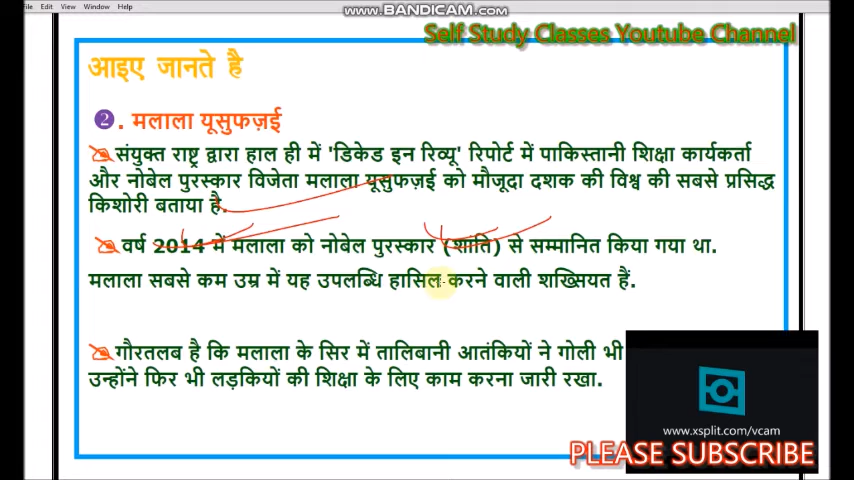 www.BANDICAM.com
File Edit View Window Help
Self Study Classes Youtube Channel
आइए जानते है
2. मलाला यूसुफज़ई
संयुक्त राष्ट्र द्वारा हाल ही में 'डिकेड इन रिव्यू' रिपोर्ट में पाकिस्तानी शिक्षा कार्यकर्ता
और नोबेल पुरस्कार विजेता मलाला यूसुफज़ई को मौजूदा दशक की विश्व की सबसे प्रसिद्ध
किशोरी बताया है.
वर्ष 2014 में मलाला को नोबेल पुरस्कार (शांति) से सम्मानित किया गया था.
मलाला सबसे कम उम्र में यह उपलब्धि हासिल करने वाली शख्सियत हैं.
गौरतलब है कि मलाला के सिर में तालिबानी आतंकियों ने गोली भी
उन्होंने फिर भी लड़कियों की शिक्षा के लिए काम करना जारी रखा.
www.xsplit.com/vcam
PLEASE SUBSCRIBE